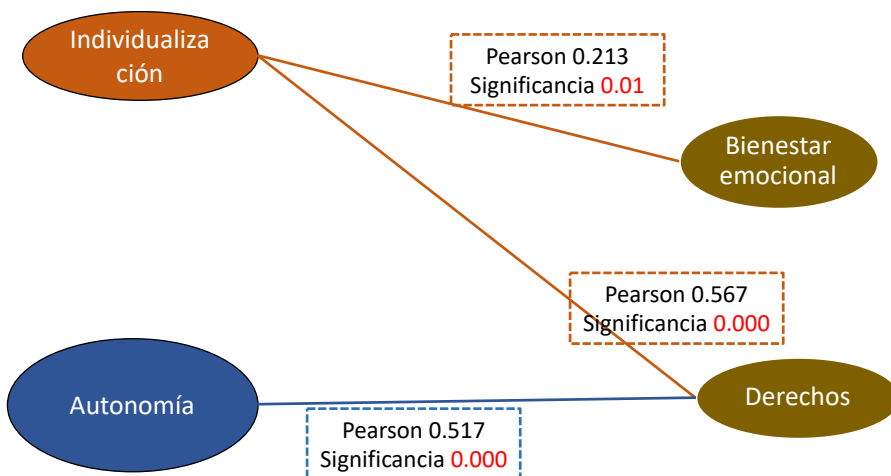 Individualiza
ción
Pearson 0.213
Significancia 0.01
Bienestar
emocional
Pearson 0.567
Significancia 0.000
Autonomía
Derechos
Pearson 0.517
Significancia 0.000